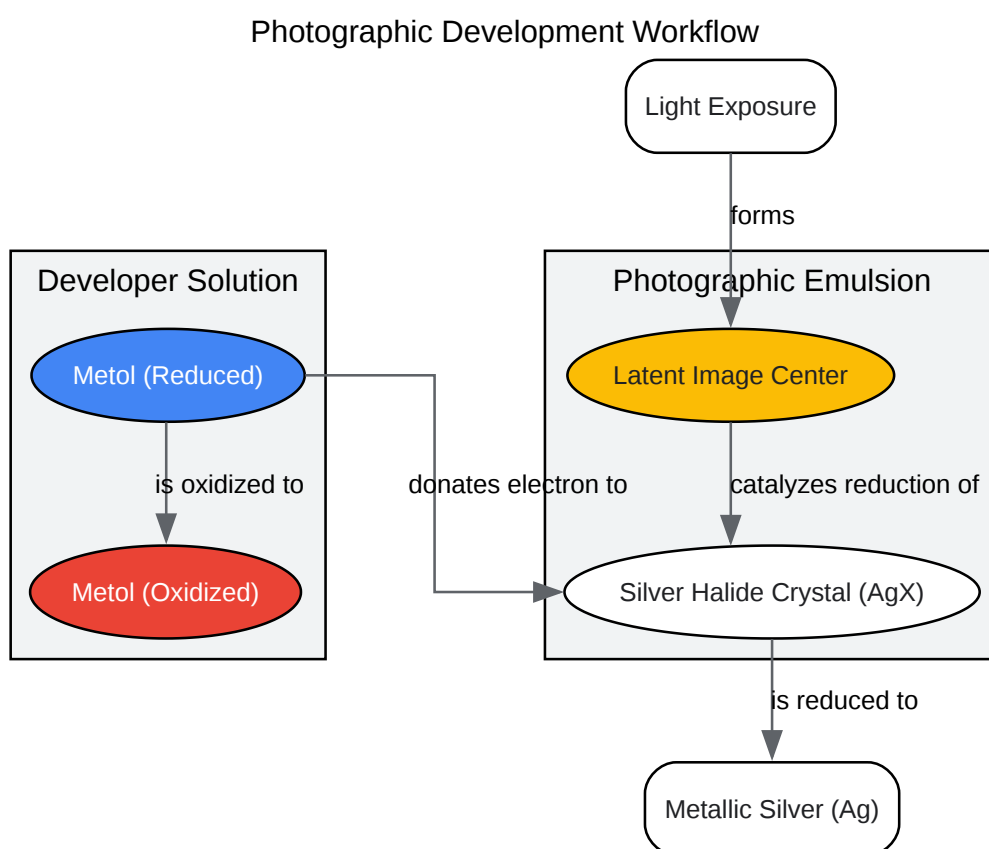 Photographic Development Workflow
Light Exposure
forms
Developer Solution
Photographic Emulsion
Metol (Reduced)
Latent Image Center
is oxidized to
donates electron to
catalyzes reduction of
Metol (Oxidized)
Silver Halide Crystal (AgX)
is reduced to
Metallic Silver (Ag)